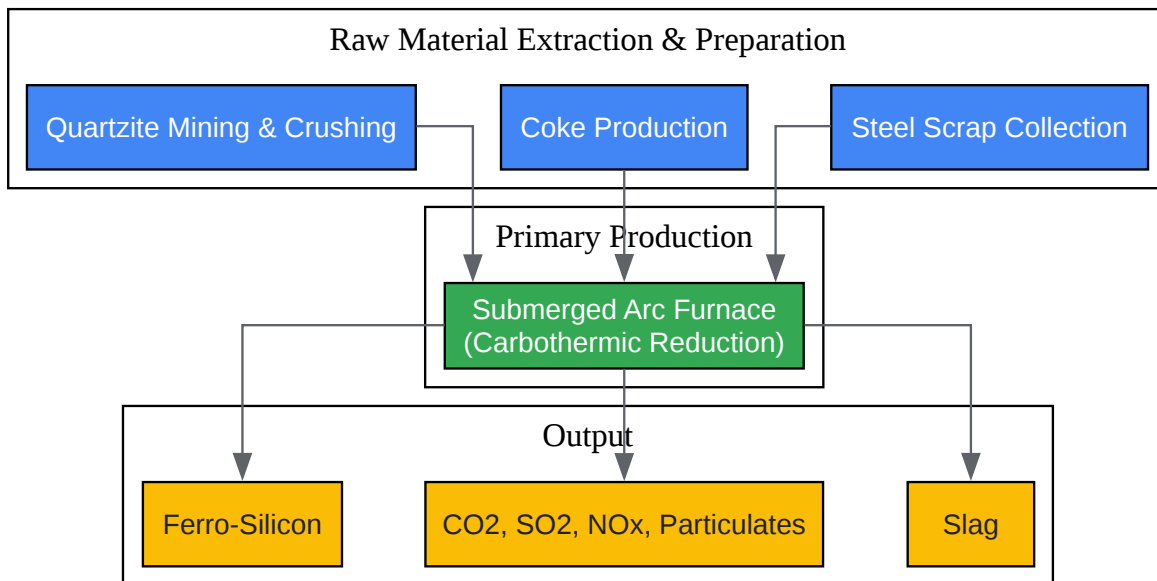 Raw Material Extraction & Preparation
Quartzite Mining & Crushing
Coke Production
Steel Scrap Collection
Primary Production
Submerged Arc Furnace
(Carbothermic Reduction)
Output
Ferro-Silicon
CO2, SO2, NOx, Particulates
Slag